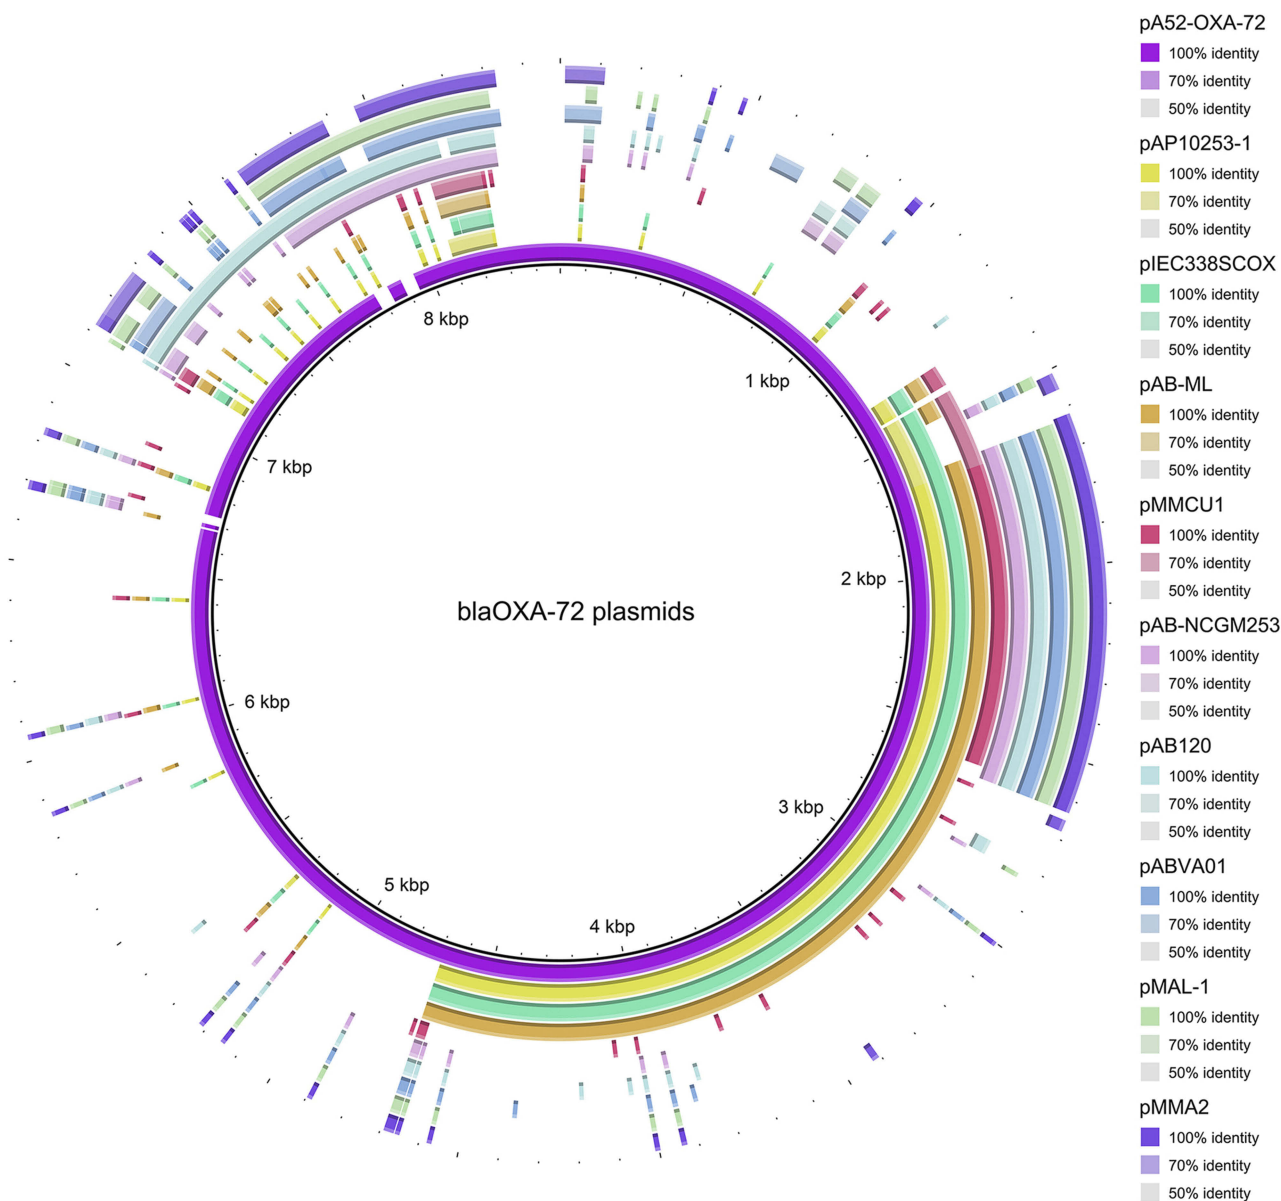 pA52-OXA-72
100% identity
70% identity
50% identity
pAP10253-1
100% identity
70% identity
50% identity
pIEC338SCOX
100% identity
70% identity
50% identity
pAB-ML
100% identity
70% identity
50% identity
pMMCU1
100% identity
70% identity
50% identity
pAB-NCGM253
100% identity
70% identity
50% identity
pAB120
100% identity
70% identity
50% identity
pABVA01
100% identity
70% identity
50% identity
pMAL-1
100% identity
70% identity
50% identity
pMMA2
100% identity
70% identity
50% identity
8 kbp
1 kbp
7 kbp
2 kbp
blaOXA-72 plasmids
6 kbp
3 kbp
5 kbp
4 kbp